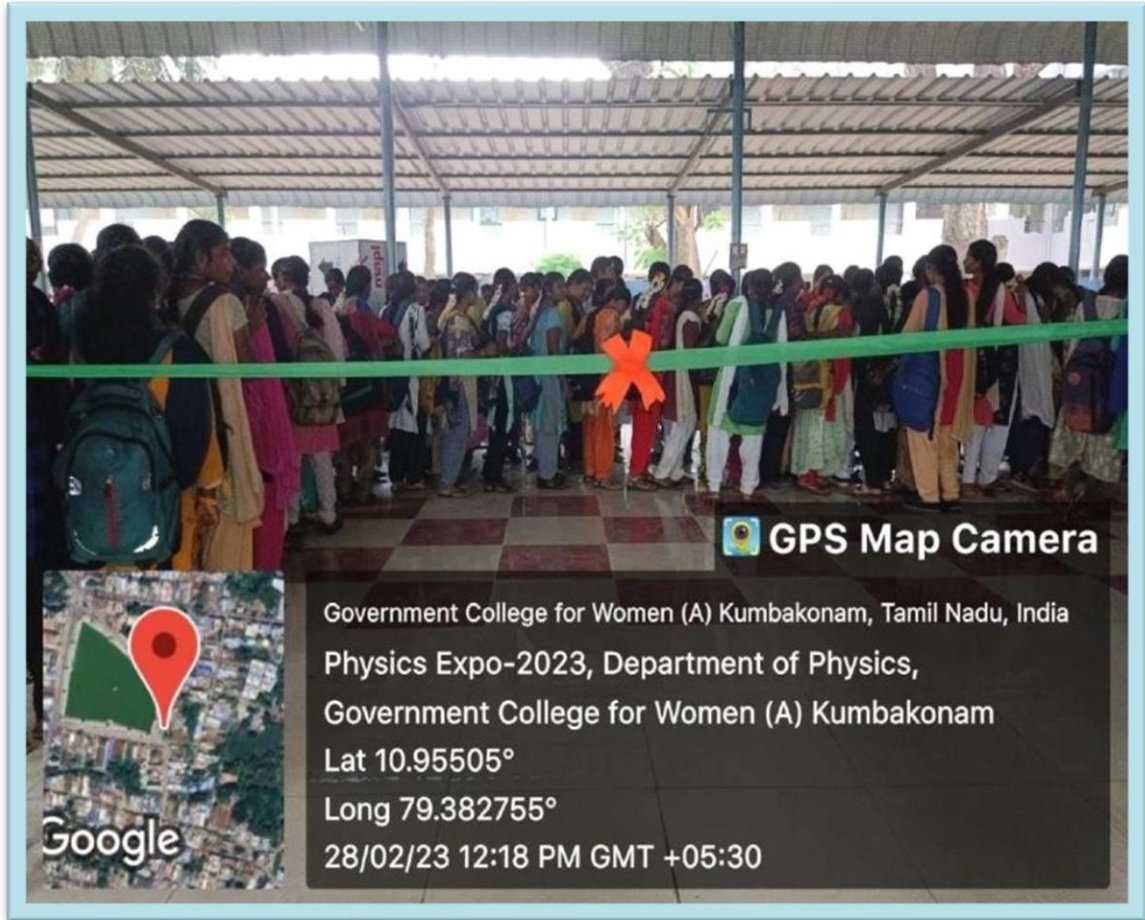 mapl
GPS Map Camera
Government College for Women (A) Kumbakonam, Tamil Nadu, India
Physics Expo-2023, Department of Physics,
Government College for Women (A) Kumbakonam
Lat 10.95505°
Long 79.382755°
28/02/23 12:18 PM GMT +05:30
Google